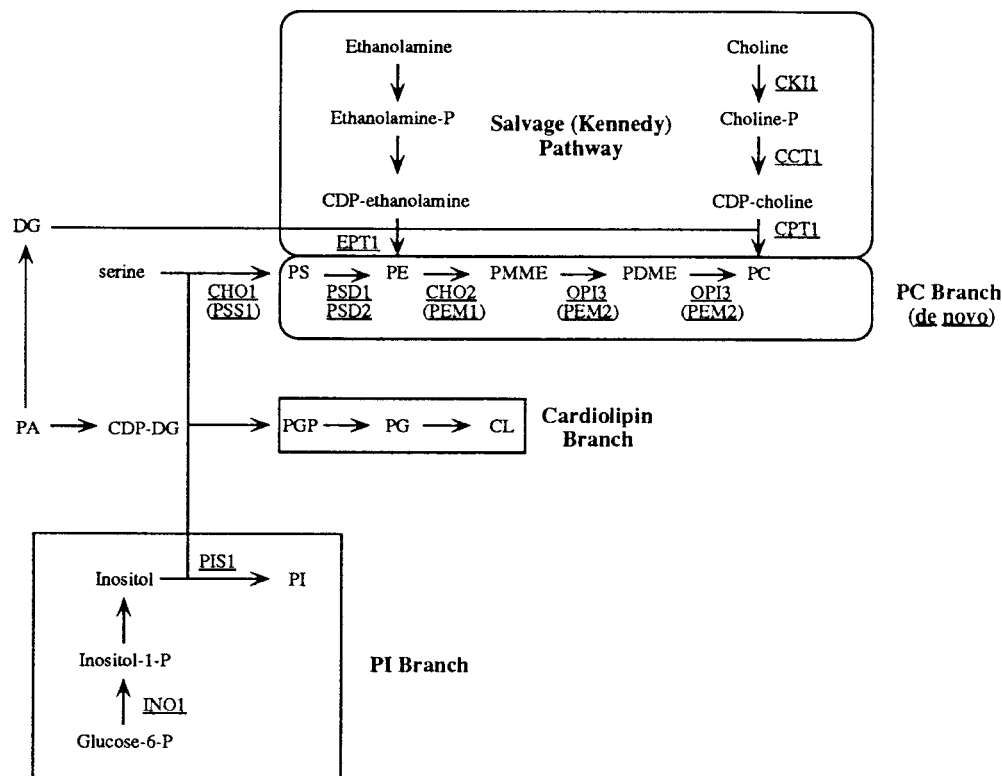 Ethanolamine
Choline
CKI1
Ethanolamine-P
Choline-P
Salvage (Kennedy)
Pathway
CCT1
CDP-ethanolamine
CDP-choline
DG
EPT1
CPT1
serine
PS
PE
PMME
PDME
PC
CHO1
(PSS1)
PSD1
PSD2
CHO2
(PEM1)
OPI3
(PEM2)
OPI3
(PEM2)
PC Branch
(de novo)
PA
CDP-DG
PGP
PG
CL
Cardiolipin
Branch
PIS1
Inositol
PI
Inositol-1-P
PI Branch
INO1
Glucose-6-P